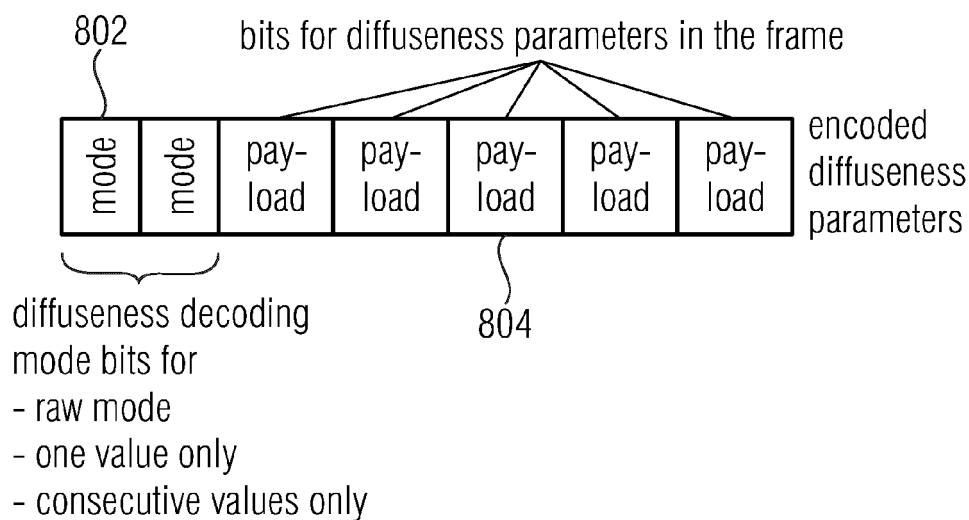 802
bits for diffuseness parameters in the frame
mode
mode
pay-
load
pay-
load
pay-
load
pay-
load
pay-
load
encoded
diffuseness
parameters
diffuseness decoding
mode bits for
- raw mode
- one value only
- consecutive values only
804